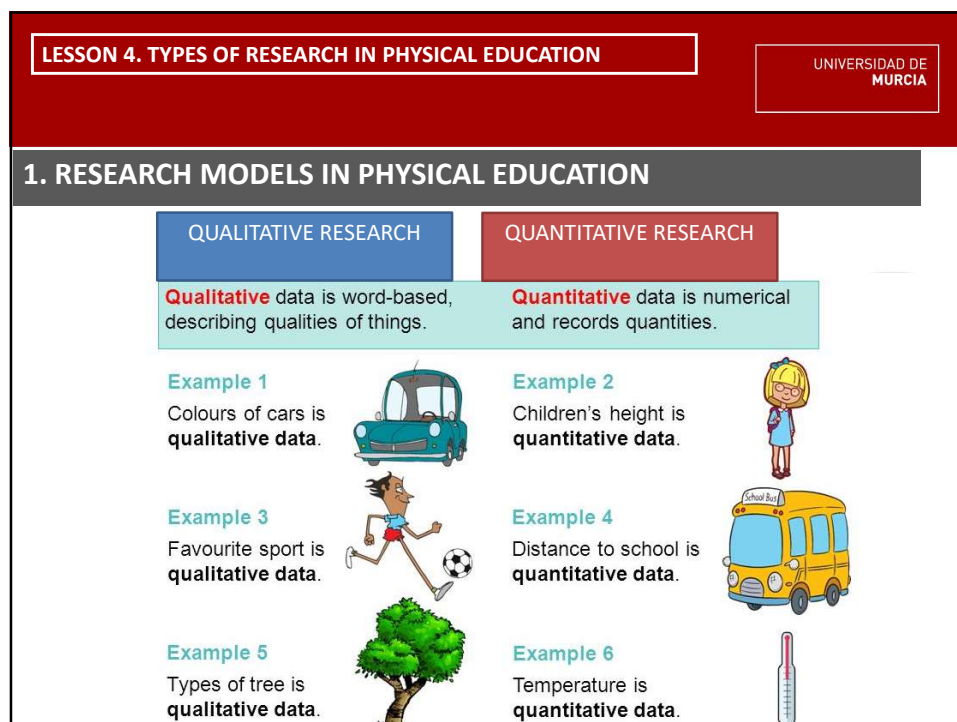 LESSON 4. TYPES OF RESEARCH IN PHYSICAL EDUCATION
UNIVERSIDAD DE
MURCIA
1. RESEARCH MODELS IN PHYSICAL EDUCATION
QUALITATIVE RESEARCH
QUANTITATIVE RESEARCH
Qualitative data is word-based,
describing qualities of things.
Quantitative data is numerical
and records quantities.
Example 1
Colours of cars is
qualitative data.
Example 2
Children's height is
quantitative data.
Example 3
Favourite sport is
qualitative data.
Example 4
Distance to school is
quantitative data.
School Bus
Example 5
Types of tree is
qualitative data.
Example 6
Temperature is
quantitative data.